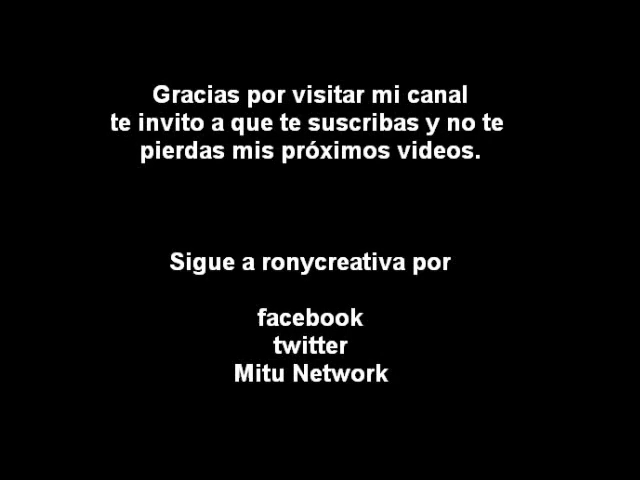 Gracias por visitar mi canal
te invito a que te suscribas y no te
pierdas mis próximos videos.
Sigue a ronycreativa por
facebook
twitter
Mitu Network